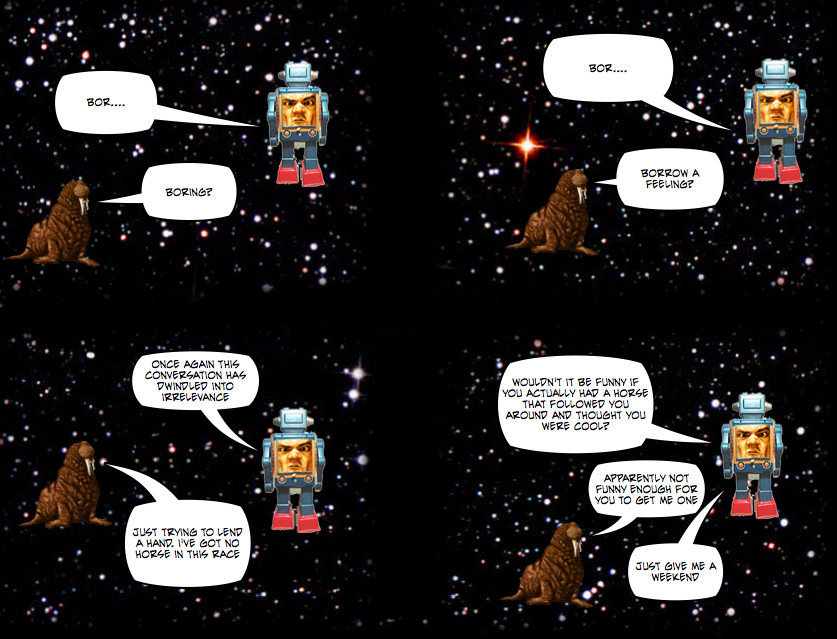 BOR....
BORING?
BOR....
BORROW A
FEELING?
ONCE AGAIN THIS
CONVERSATION HAS
DWINDLED INTO
IRRELEVANCE
JUST TRYING TO LEND
A HAND. I'VE GOT NO
HORSE IN THIS RACE
WOULDN'T IT BE FUNNY IF
YOU ACTUALLY HAD A HORSE
THAT FOLLOWED YOU
AROUND AND THOUGHT YOU
WERE COOL?
APPARENTLY NOT
FUNNY ENOUGH FOR
YOU TO GET ME ONE
JUST GIVE ME A
WEEKEND